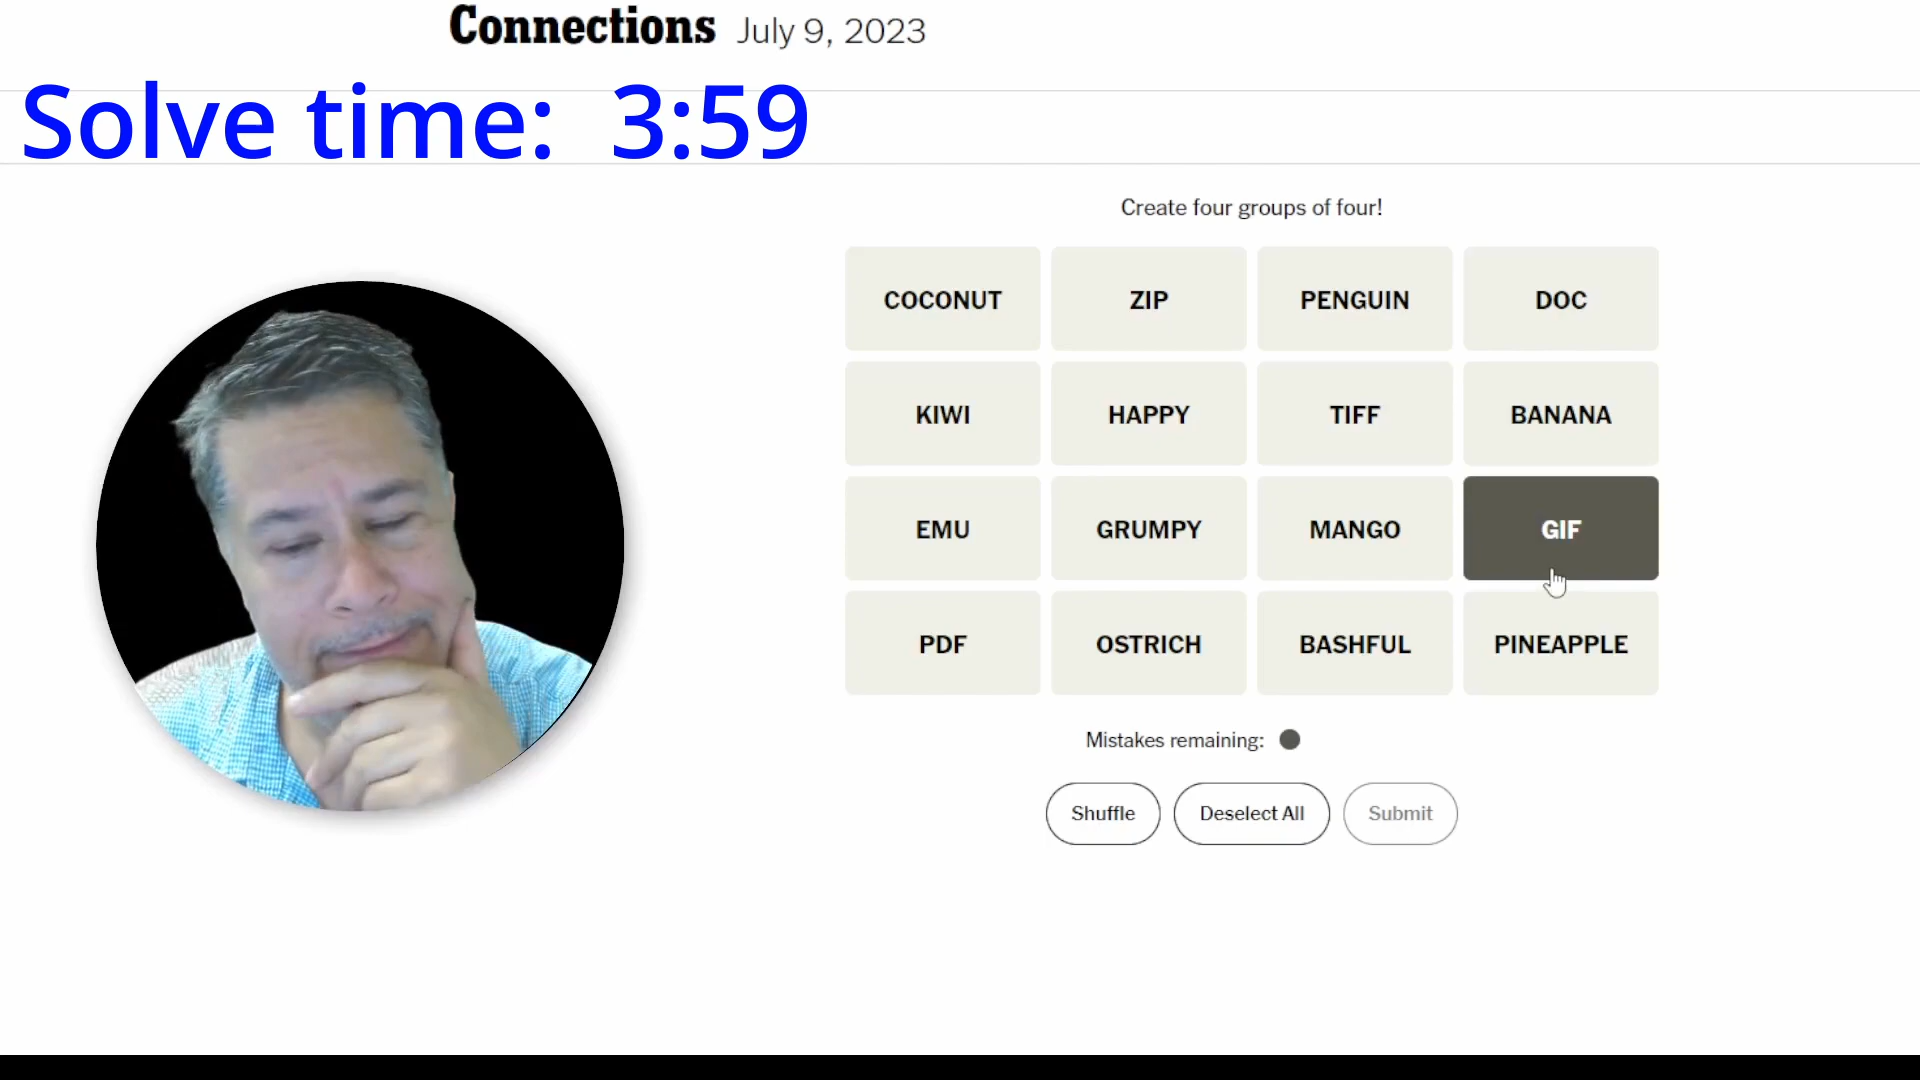 Connections July 9, 2023
Solve time: 3:59
Create four groups of four!
COCONUT ZIP PENGUIN DOC
KIWI HAPPY TIFF BANANA
EMU GRUMPY MANGO GIF
PDF OSTRICH BASHFUL PINEAPPLE
Mistakes remaining:
Shuffle Deselect All Submit